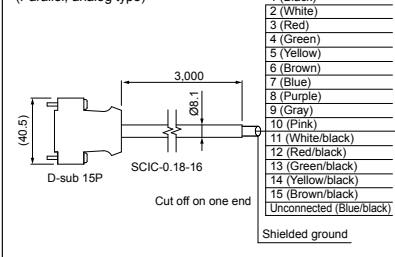 (Parallel, analog type)
1 (Black)
2 (White)
3 (Red)
4 (Green)
5 (Yellow)
6 (Brown)
7 (Blue)
8 (Purple)
9 (Gray)
10 (Pink)
11 (White/black)
12 (Red/black)
13 (Green/black)
14 (Yellow/black)
15 (Brown/black)
Unconnected (Blue/black)
3,000
Ø8.1
(40.5)
SCIC-0.18-16
D-sub 15P
Cut off on one end
Shielded ground